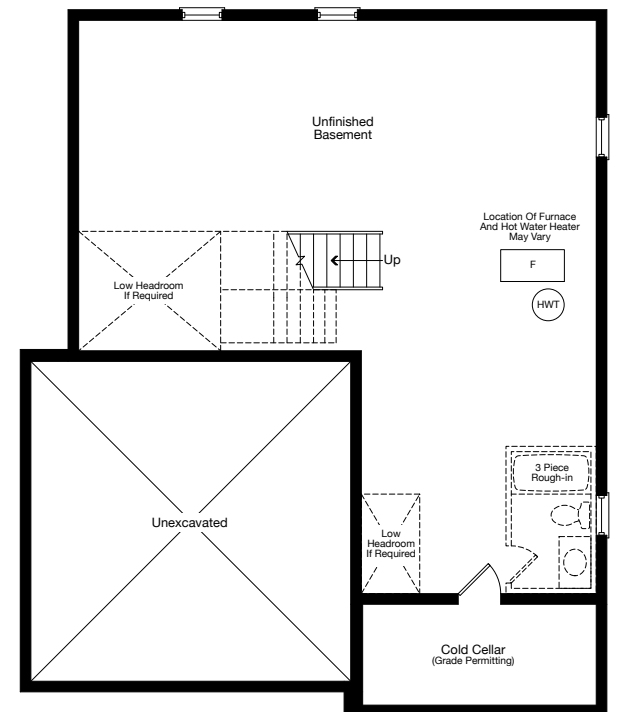 Unfinished
Basement
Location Of Furnace
And Hot Water Heater
May Vary
F
HWT
Up
Low Headroom
If Required
3 Piece
Rough-in
Unexcavated
Low
Headroom
If Required
Cold Cellar
(Grade Permitting)